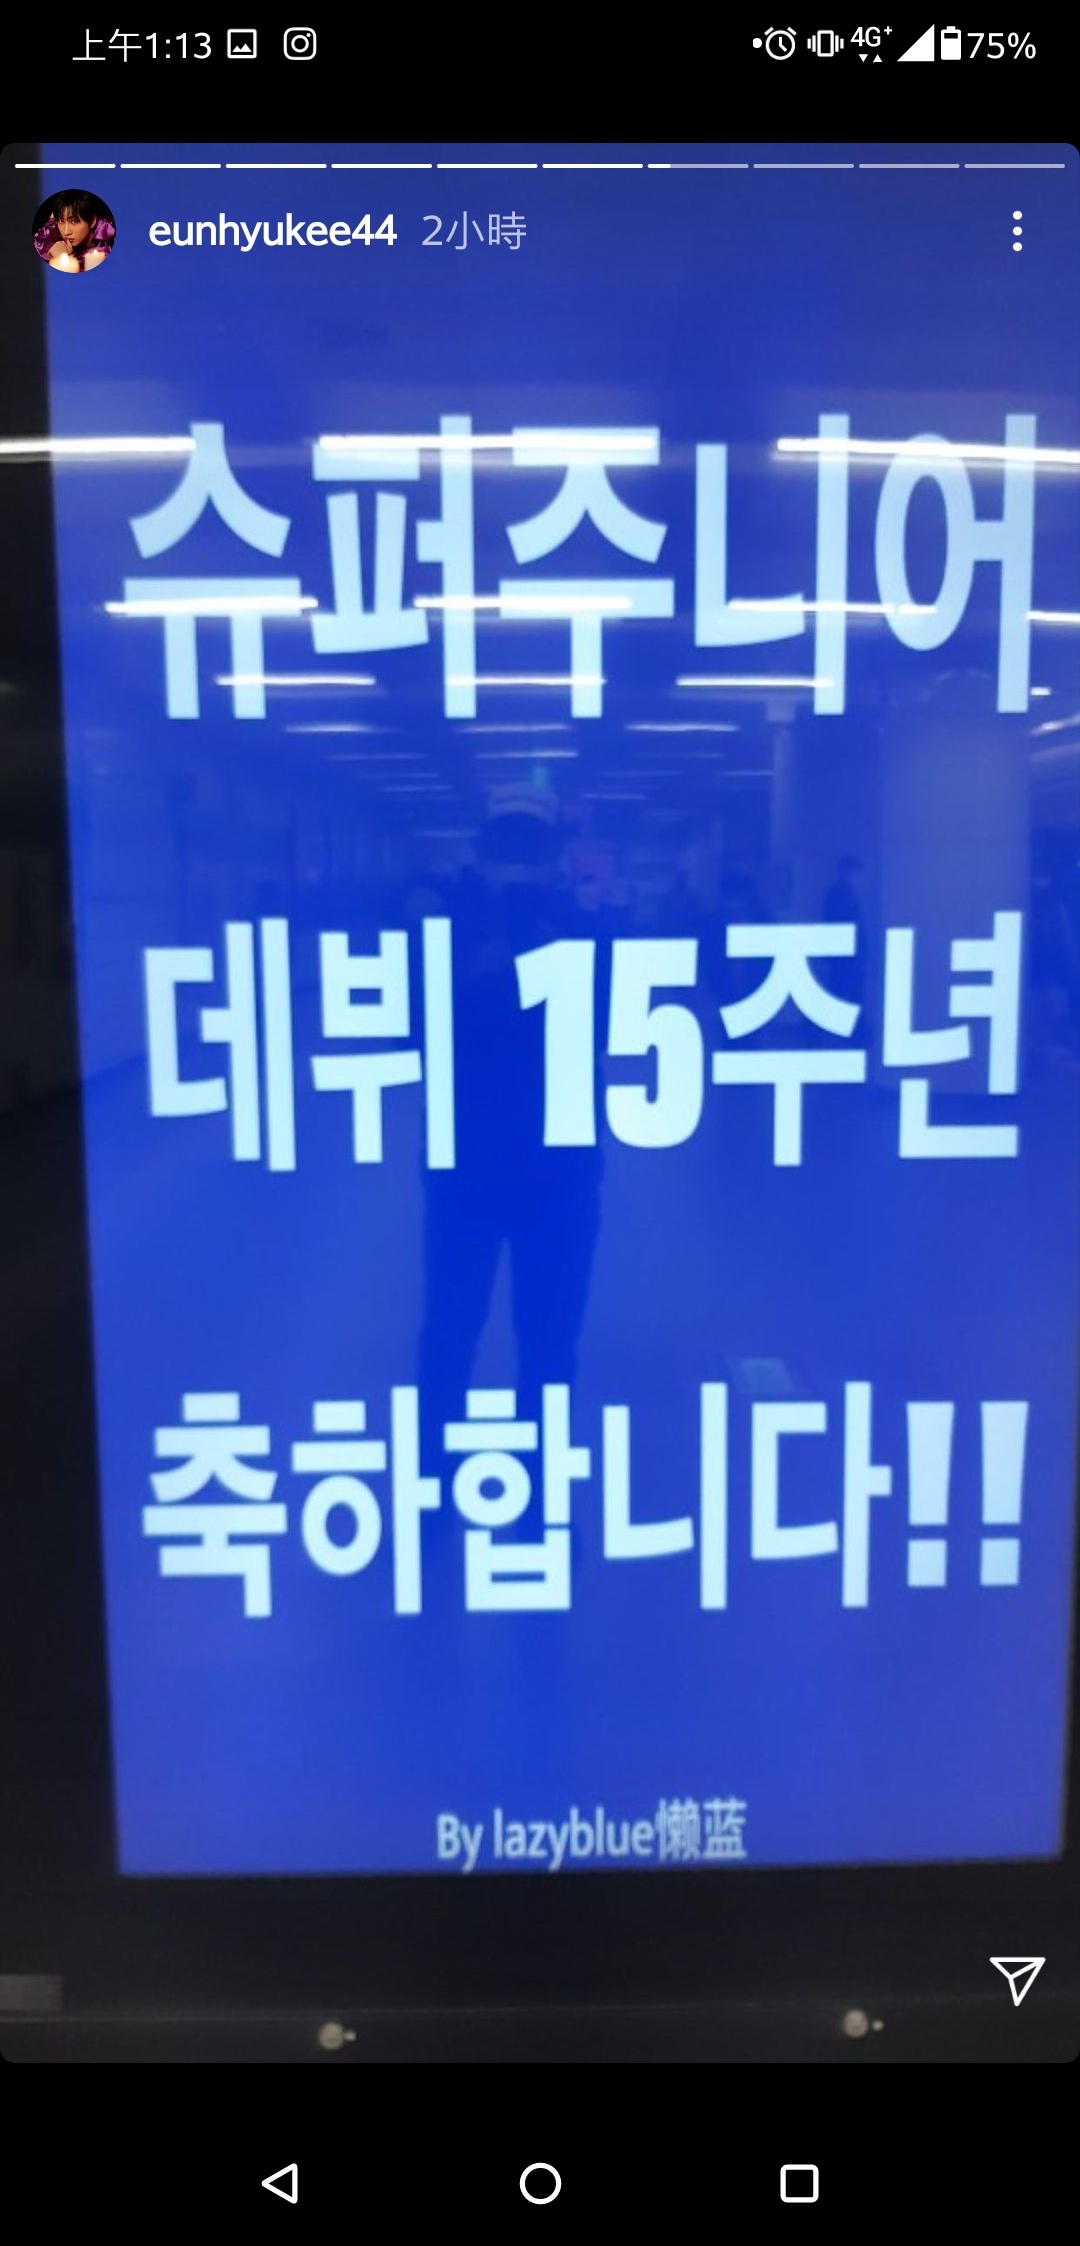 上午1:13
4G+
75%
eunhyukee44 2小時
슈퍼주니어
데뷔 15주년
축하합니다!!
By lazyblue懒蓝